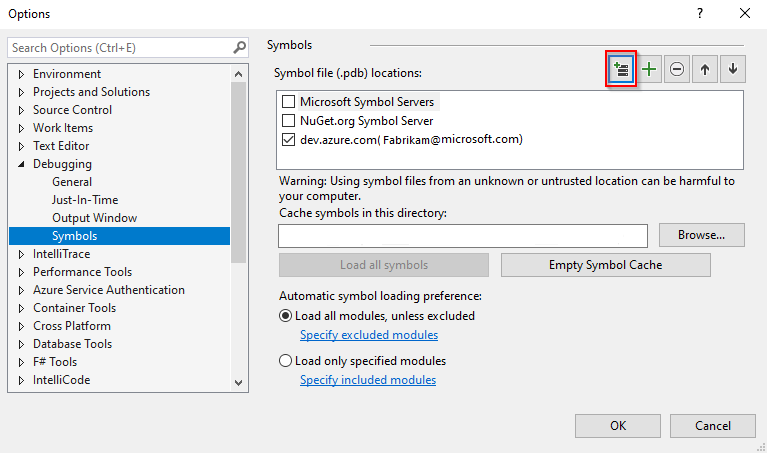 Options
?
Search Options (Ctrl+E)
Environment
Projects and Solutions
Source Control
Work Items
Text Editor
Debugging
General
Just-In-Time
Output Window
Symbols
IntelliTrace
Performance Tools
Azure Service Authentication
Container Tools
Cross Platform
Database Tools
F# Tools
IntelliCode
Symbols
Symbol file (.pdb) locations:
Microsoft Symbol Servers
NuGet.org Symbol Server
dev.azure.com( Fabrikam@microsoft.com)
Warning: Using symbol files from an unknown or untrusted location can be harmful to
your computer.
Cache symbols in this directory:
Browse...
Load all symbols
Empty Symbol Cache
Automatic symbol loading preference:
Load all modules, unless excluded
Specify excluded modules
Load only specified modules
Specify included modules
OK
Cancel